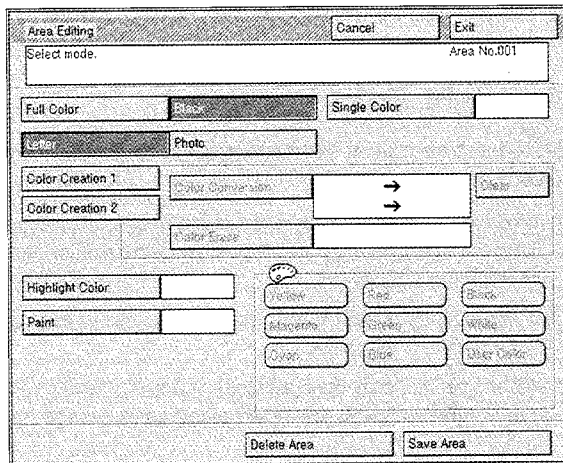 Area Editing Cancel Exit
Select mode. Area No.001
Full Color Black Single Color
Letter Photo
Color Creation 1
Color Conversion → Clear
Color Creation 2 →
Color Erase
Highlight Color
Yellow Red Black
Paint
Magenta Green White
Cyan Blue User Color
Delete Area Save Area